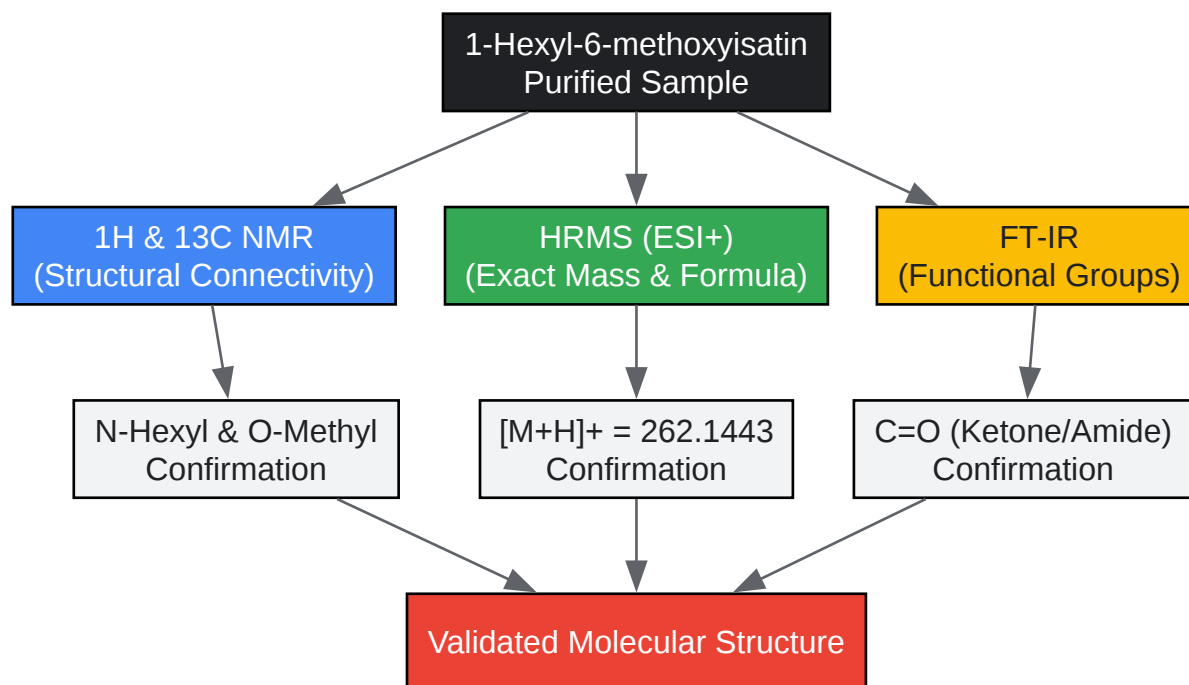 1-Hexyl-6-methoxyisatin
Purified Sample
1H & 13C NMR
(Structural Connectivity)
HRMS (ESI+)
(Exact Mass & Formula)
FT-IR
(Functional Groups)
N-Hexyl & O-Methyl
Confirmation
[M+H]+ = 262.1443
Confirmation
C=O (Ketone/Amide)
Confirmation
Validated Molecular Structure